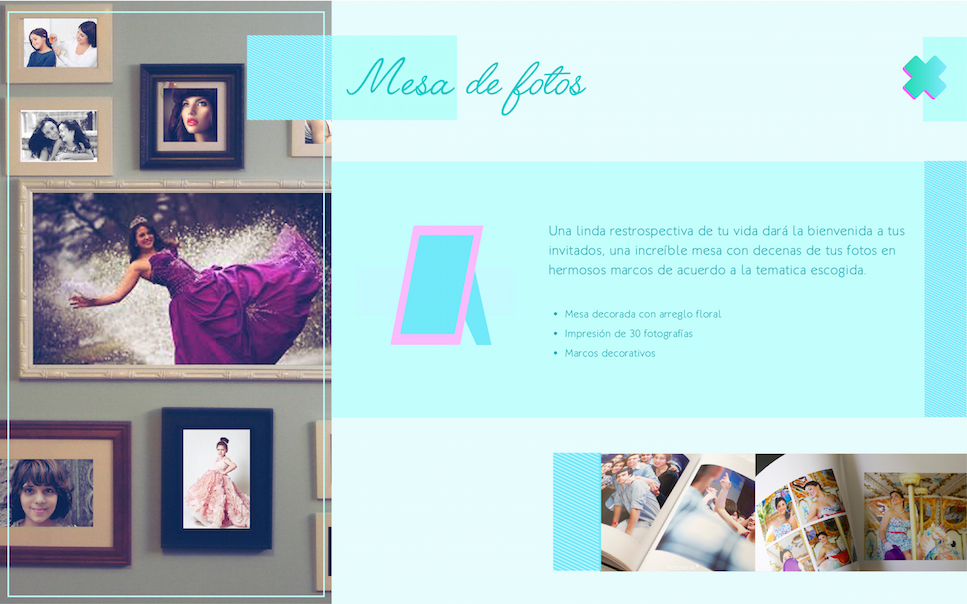 Mesa de fotos
Una linda restrospectiva de tu vida dará la bienvenida a tus
invitados, una increíble mesa con decenas de tus fotos en
hermosos marcos de acuerdo a la tematica escogida.
• Mesa decorada con arreglo floral
• Impresión de 30 fotografías
• Marcos decorativos